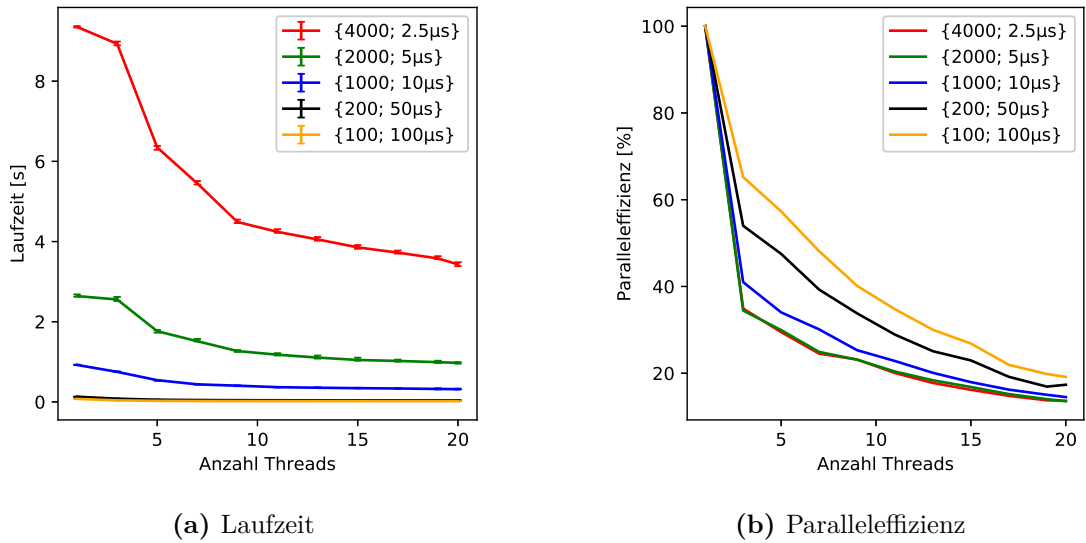 8
6
4
2
0
Laufzeit [s]
5
10
15
20
Anzahl Threads
{4000; 2.5μs}
{2000; 5μs}
{1000; 10μs}
{200; 50μs}
{100; 100μs}
(a) Laufzeit
100
80
60
40
20
Paralleleffizienz [%]
5
10
15
20
Anzahl Threads
{4000; 2.5μs}
{2000; 5μs}
{1000; 10μs}
{200; 50μs}
{100; 100μs}
(b) Paralleleffizienz